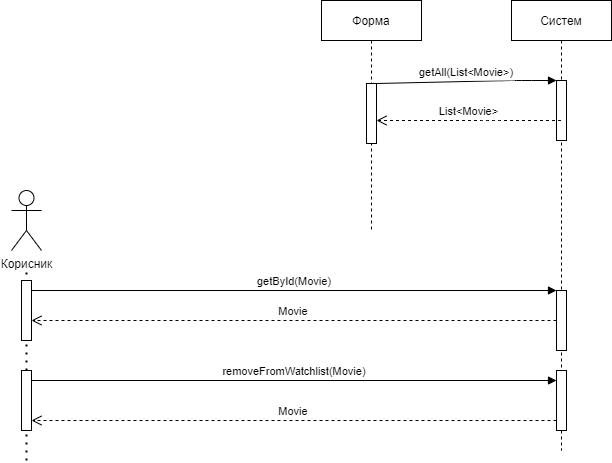 Форма
Систем
getAll(List<Movie>)
List<Movie>
Корисник
getById(Movie)
Movie
removeFromWatchlist(Movie)
Movie